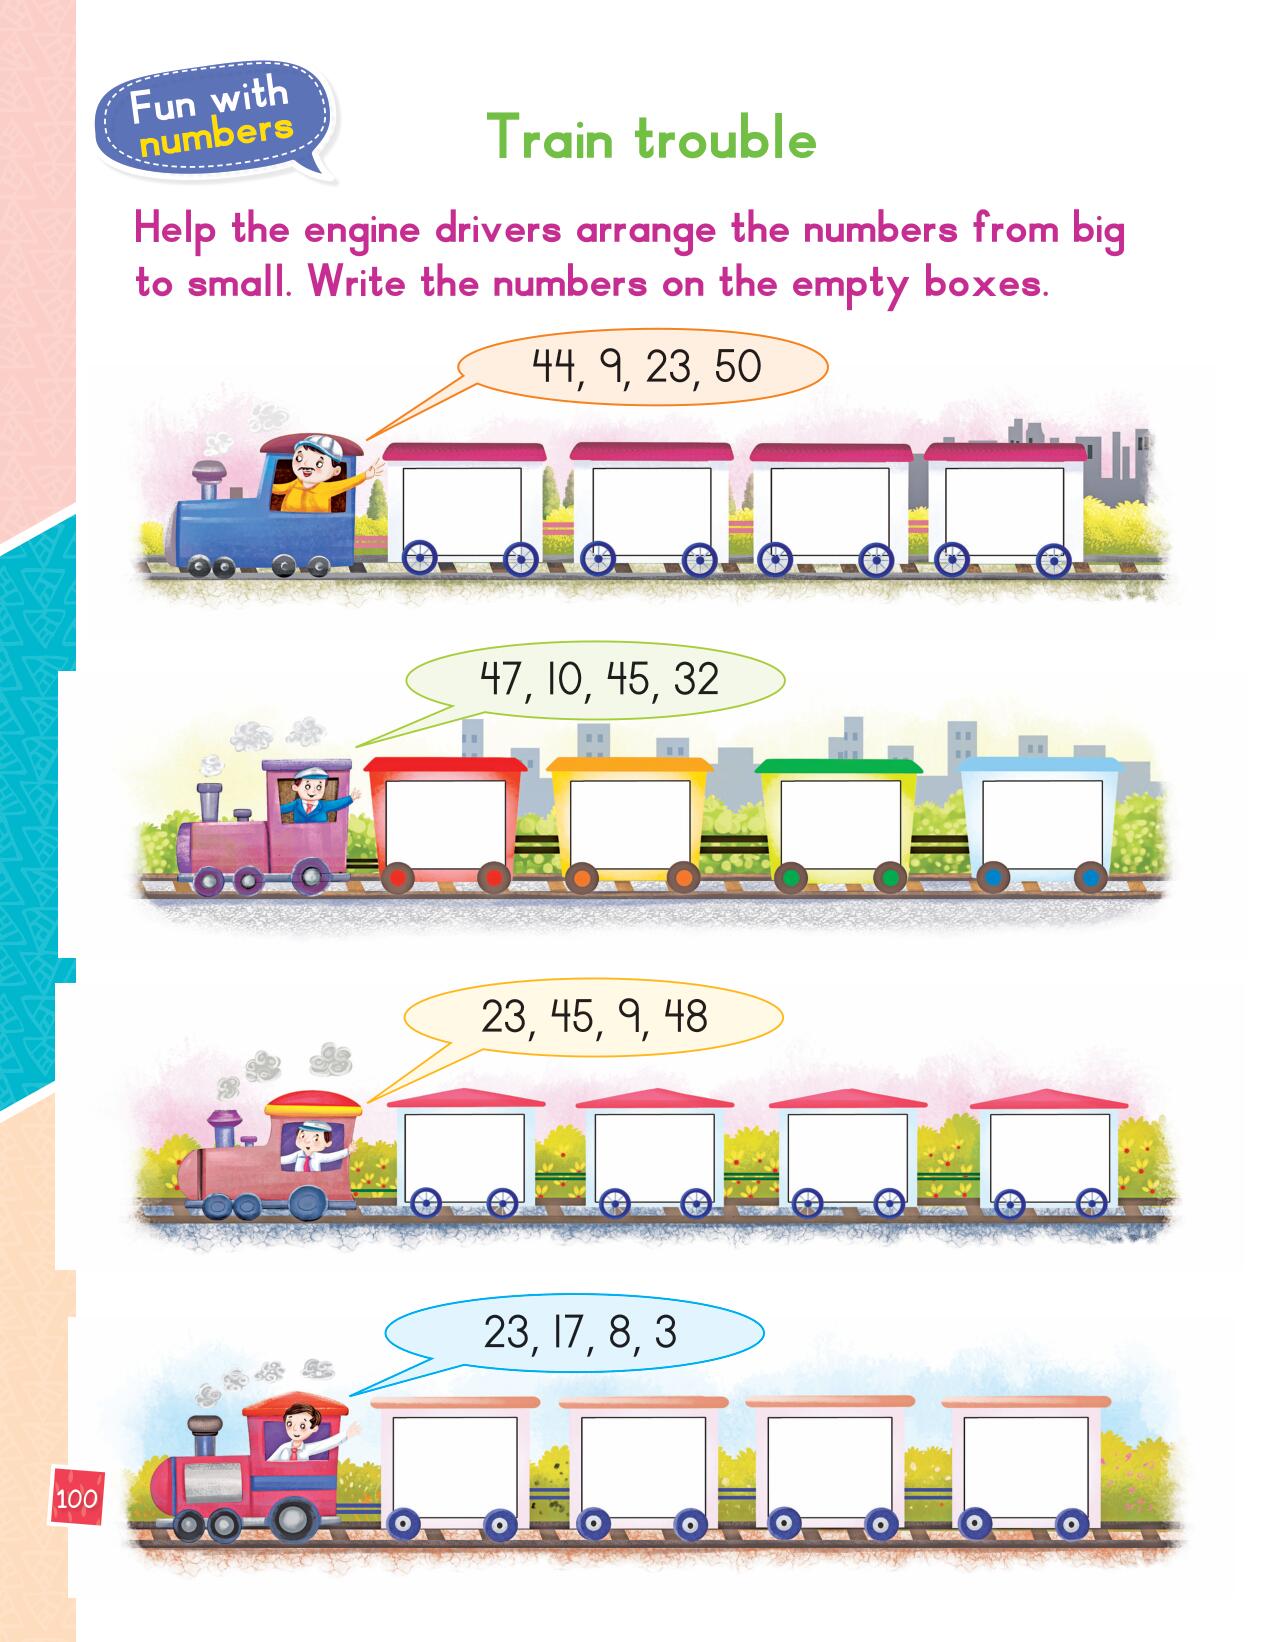 Fun with
numbers
Train trouble
Help the engine drivers arrange the numbers from big
to small. Write the numbers on the empty boxes.
44, 9, 23, 50
47, 10, 45, 32
23, 45, 9, 48
23, 17, 8, 3
100